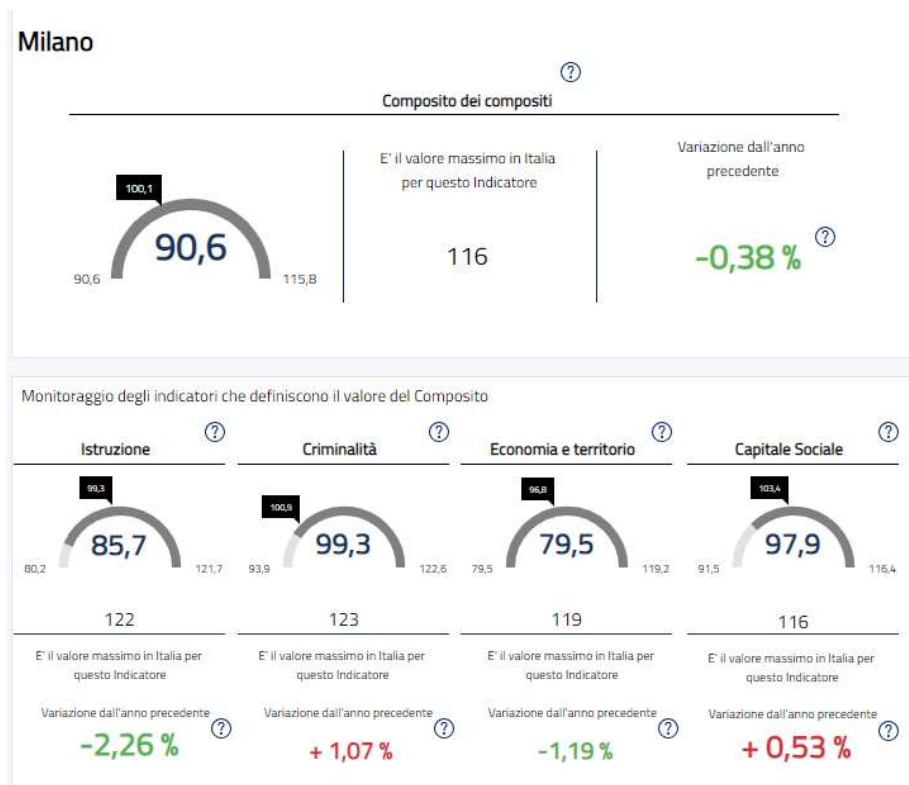 Milano
?
Composito dei compositi
E' il valore massimo in Italia
per questo Indicatore
Variazione dall'anno
precedente
100,1
90,6
90,6
115,8
116
-0,38 %
?
Monitoraggio degli indicatori che definiscono il valore del Composito
?
Istruzione
99,3
85,7
80,2
121,7
122
E' il valore massimo in Italia per
questo Indicatore
Variazione dall'anno precedente
?
-2,26 %
?
Criminalità
100,9
99,3
93,9
122,6
123
E' il valore massimo in Italia per
questo Indicatore
Variazione dall'anno precedente
?
+ 1,07 %
?
Economia e territorio
96,8
79,5
79,5
119,2
119
E' il valore massimo in Italia per
questo Indicatore
Variazione dall'anno precedente
?
-1,19 %
?
Capitale Sociale
103,4
97,9
91,5
116,4
116
E' il valore massimo in Italia per
questo Indicatore
Variazione dall'anno precedente
?
+ 0,53 %